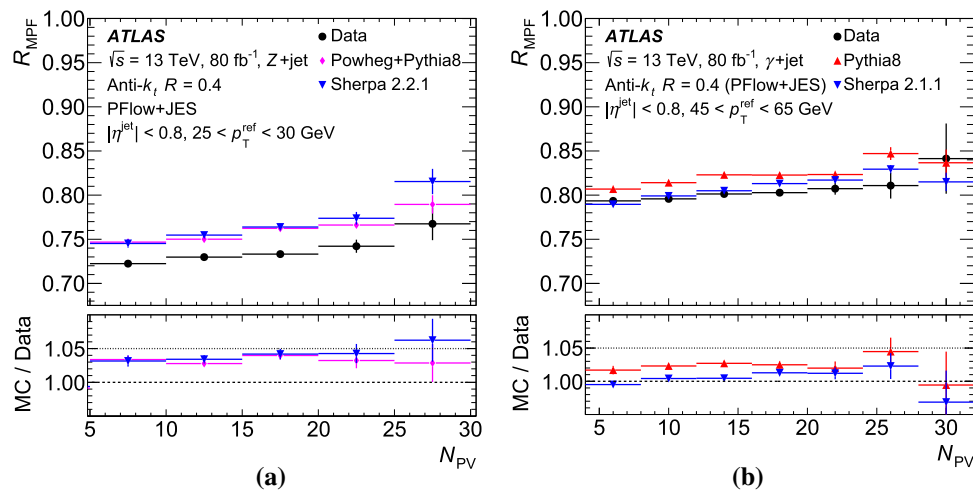 R_MPF
1.00
0.95
0.90
0.85
0.80
0.75
0.70
ATLAS
√s = 13 TeV, 80 fb⁻¹, Z+jet
Anti-k_t R = 0.4
PFlow+JES
|η^jet| < 0.8, 25 < p_T^ref < 30 GeV
Data
Powheg+Pythia8
Sherpa 2.2.1
MC / Data
1.05
1.00
5 10 15 20 25 30
N_PV
(a)
R_MPF
1.00
0.95
0.90
0.85
0.80
0.75
0.70
ATLAS
√s = 13 TeV, 80 fb⁻¹, γ+jet
Anti-k_t R = 0.4 (PFlow+JES)
|η^jet| < 0.8, 45 < p_T^ref < 65 GeV
Data
Pythia8
Sherpa 2.1.1
MC / Data
1.05
1.00
5 10 15 20 25 30
N_PV
(b)